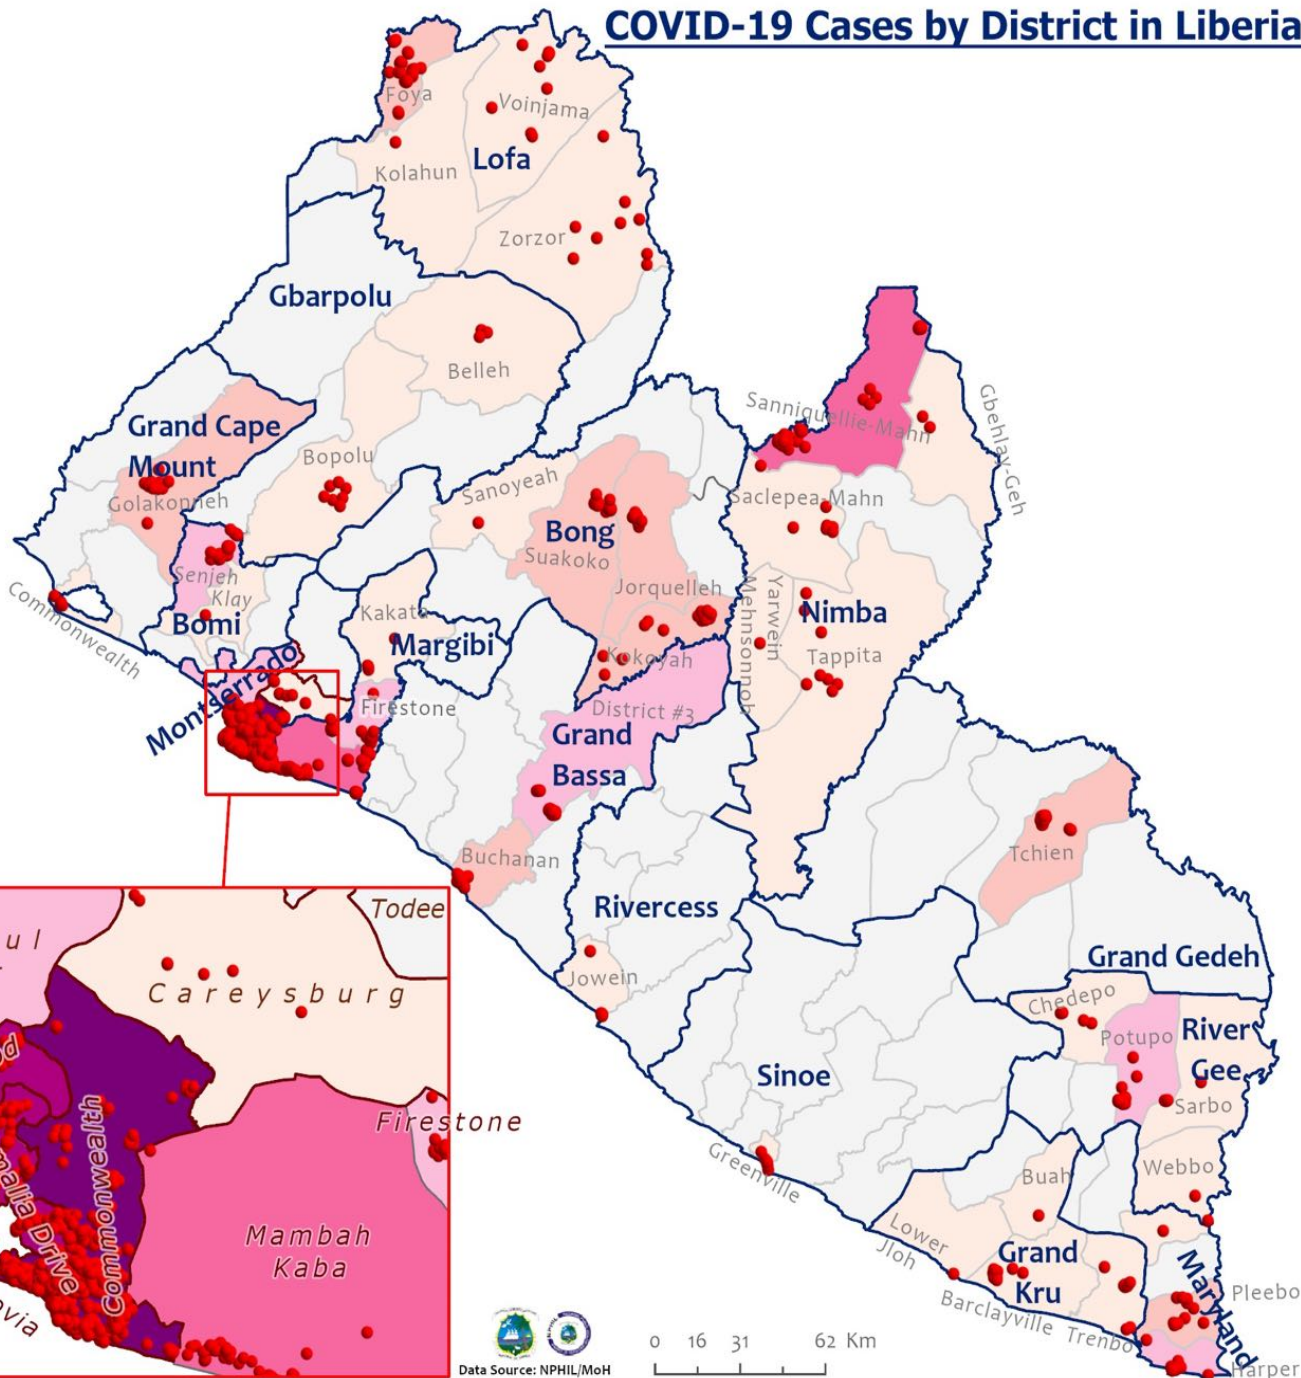 COVID-19 Cases by District in Liberia
Foya
Voinjama
Lofa
Kolahun
Zorzor
Gbarpolu
Belleh
Sanniquellie-Mahn
Gbehlay-Geh
Grand Cape
Mount
Bopolu
Golakonneh
Sanoyeah
Saclepea-Mahn
Bong
Suakoko
Senjeh
Klay
Jorquelleh
Commonwealth
Bomi
Kakata
Margibi
Mehnsonnoh
Yarwein
Nimba
Kokoyah
Tappita
Montserrado
Firestone
District #3
Grand
Bassa
Buchanan
Tchien
Rivercess
Jowein
Grand Gedeh
Chedepo
Potupo
River
Gee
Sinoe
Sarbo
Greenville
Webbo
Buah
Lower
Jloh
Grand
Kru
Barclayville
Trenbo
Maryland
Pleebo
Harper
Todee
Careysburg
Firestone
Commonwealth
Mambah
Kaba
Drive
0 16 31 62 Km
Data Source: NPHIL/MoH